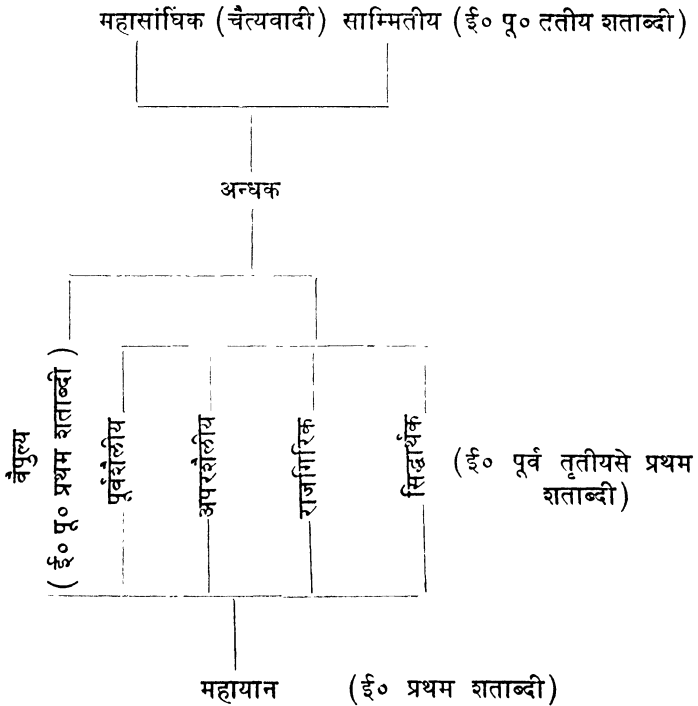 महासांघिक (चैत्यवादी) साम्मितीय (ई० पू० तृतीय शताब्दी)
अन्धक
वैपुल्य
(ई० पू० प्रथम शताब्दी)
पूर्वशैलीय
अपरशैलीय
राजगिरिक
सिद्धार्थक
(ई० पूर्व तृतीयसे प्रथम
शताब्दी)
महायान (ई० प्रथम शताब्दी)